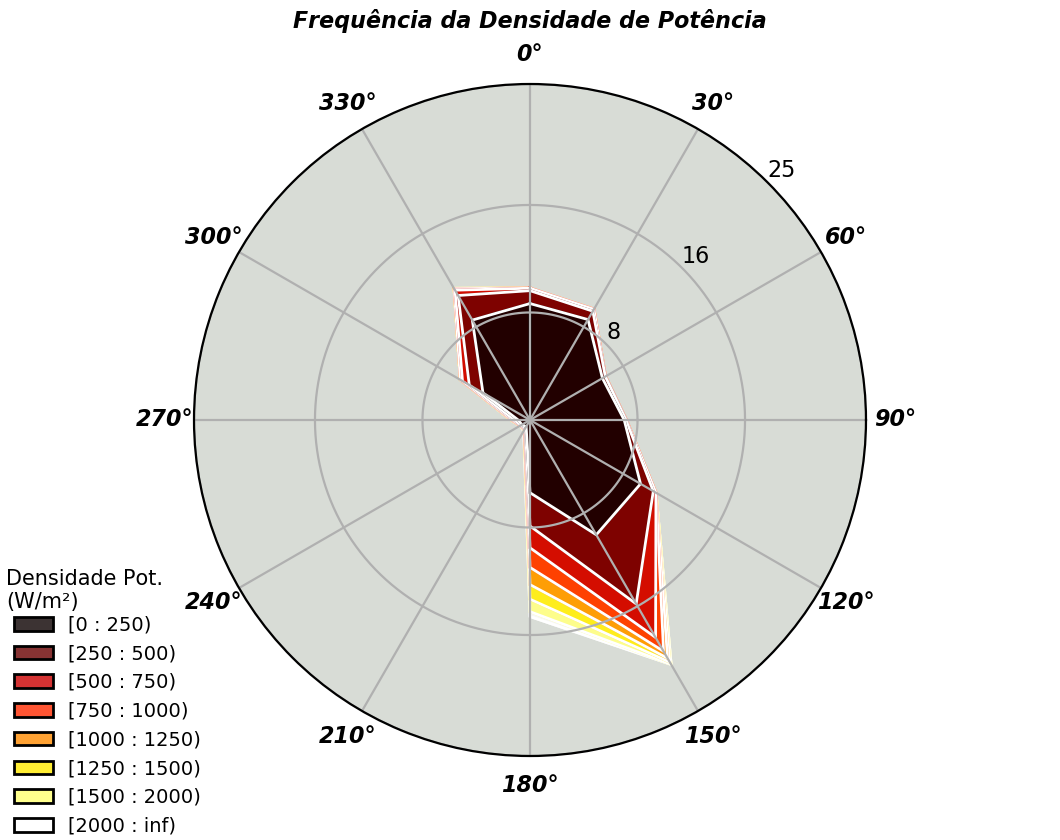 Frequência da Densidade de Potência
0°
330°
30°
25
300°
60°
16
8
270°
90°
Densidade Pot.
(W/m²)
240°
120°
[0 : 250)
[250 : 500)
[500 : 750)
[750 : 1000)
[1000 : 1250)
[1250 : 1500)
[1500 : 2000)
[2000 : inf)
210°
150°
180°